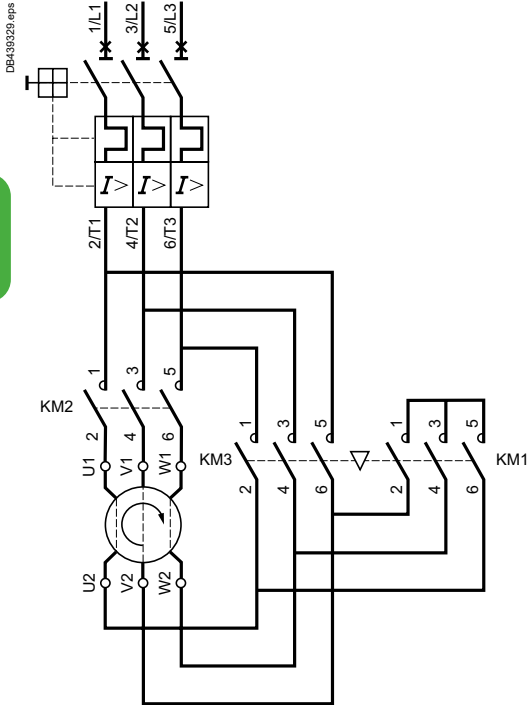 DB439329.eps
1/L1 3/L2 5/L3
I> I> I>
2/T1 4/T2 6/T3
KM2
1 3 5
2 4 6
U1 V1 W1
KM3
1 3 5
2 4 6
KM1
1 3 5
2 4 6
U2 V2 W2